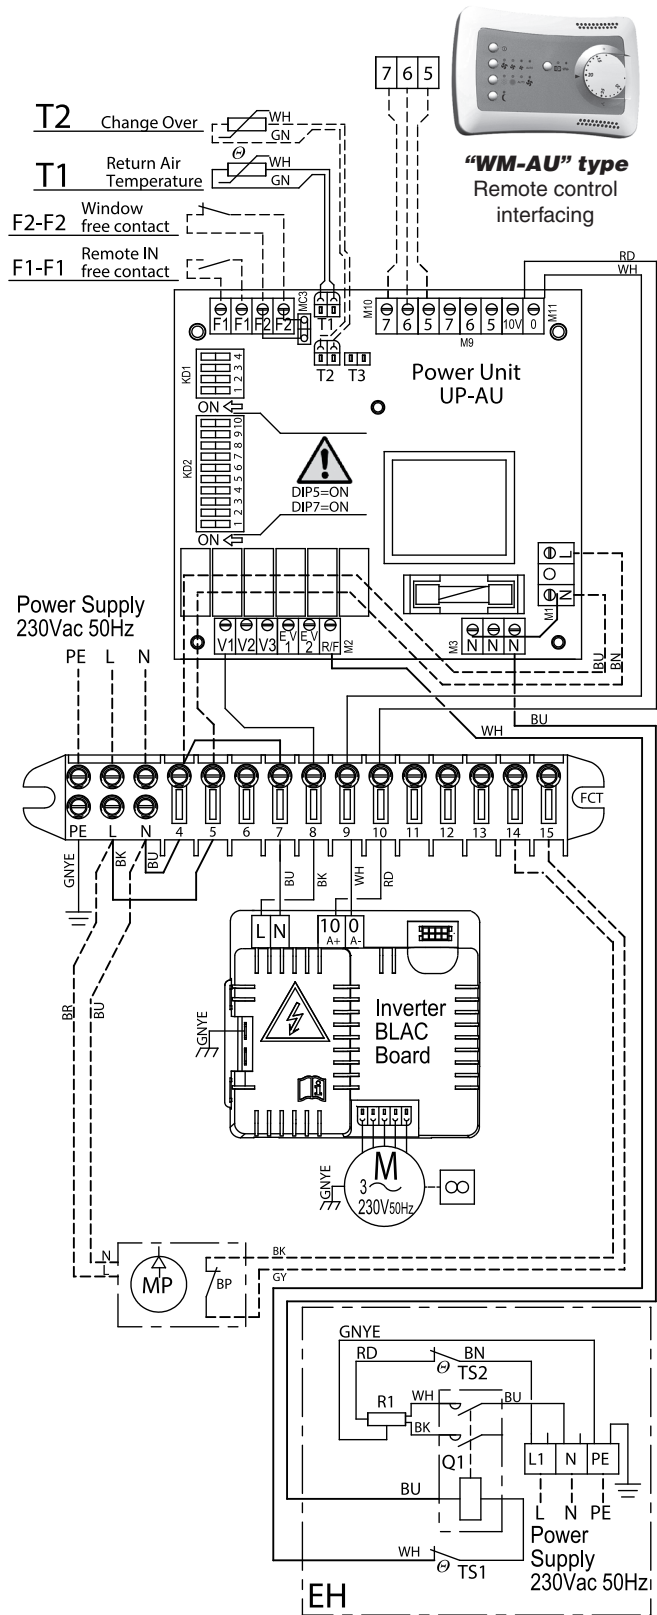 7 6 5
T2 Change Over
WH
GN
T1 Return Air
Temperature
WH
GN
F2-F2 Window
free contact
F1-F1 Remote IN
free contact
"WM-AU" type
Remote control
interfacing
RD
WH
F1 F1 F2 F2
MC3
T1
T2 T3
M10
7 6 5 7 6 5 10V 0
M11
M9
KD1
1 2 3 4
ON
KD2
1 2 3 4 5 6 7 8 9 10
ON
DIP5=ON
DIP7=ON
Power Unit
UP-AU
L
N
M1
BU
BN
V1 V2 V3 EV1 EV2 R/F
M2
M3
N N N
WH
BU
Power Supply
230Vac 50Hz
PE L N
PE L N 4 5 6 7 8 9 10 11 12 13 14 15
FCT
GNYE
BK
BU
BU
BK
WH
RD
L N
10 0
A+ A-
GNYE
Inverter
BLAC
Board
BR
BU
GNYE
M
3
230V50Hz
N
L
MP
BP
BK
GY
GNYE
RD
BN
TS2
R1
WH
BK
BU
Q1
L1 N PE
BU
L N PE
Power
Supply
230Vac 50Hz
WH
TS1
EH